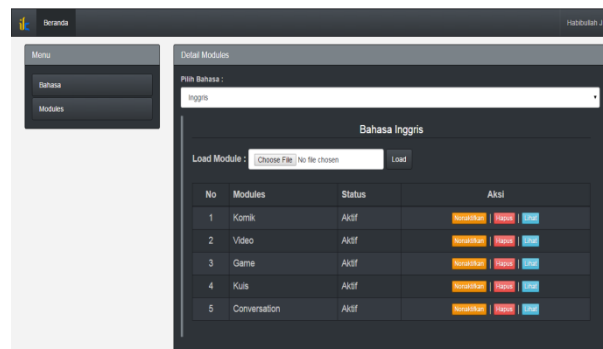 Beranda
Habibullah J
Menu
Bahasa
Modules
Detail Modules
Pilih Bahasa :
Inggris
Bahasa Inggris
Load Module : Choose File No file chosen Load
No Modules Status Aksi
1 Komik Aktif Nonaktifkan | Hapus | Lihat
2 Video Aktif Nonaktifkan | Hapus | Lihat
3 Game Aktif Nonaktifkan | Hapus | Lihat
4 Kuis Aktif Nonaktifkan | Hapus | Lihat
5 Conversation Aktif Nonaktifkan | Hapus | Lihat